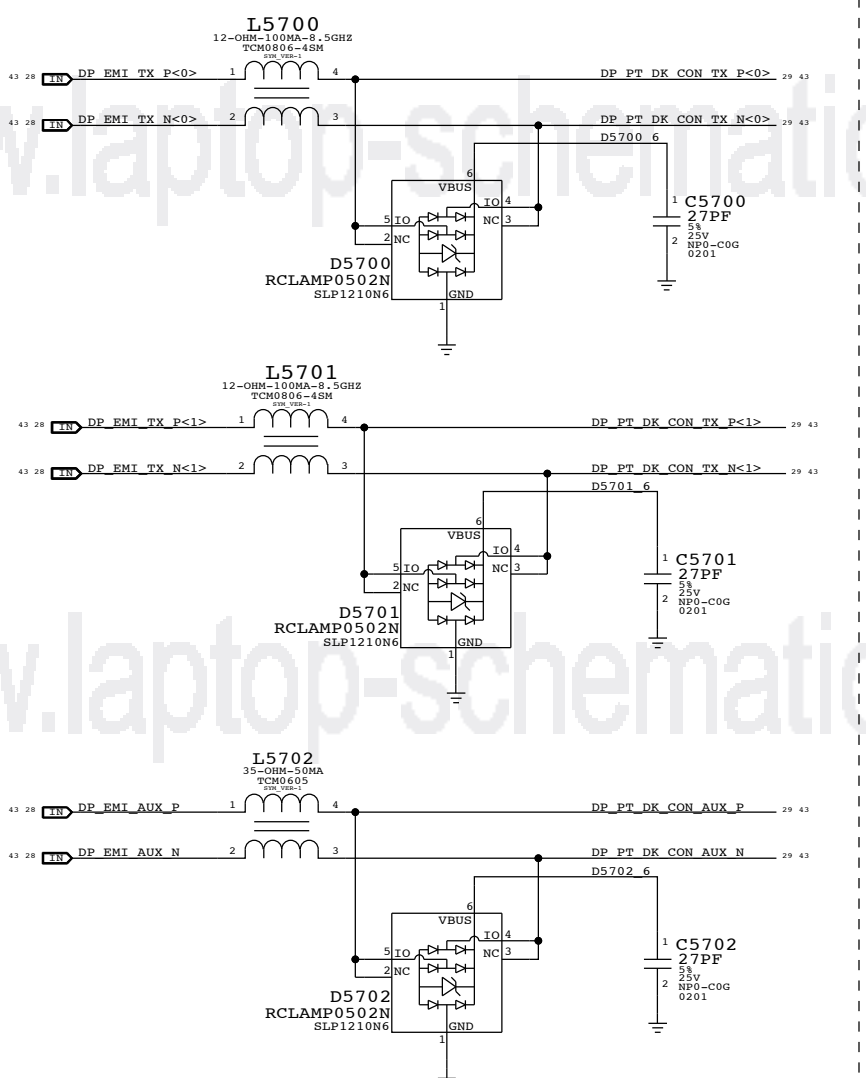 L5700
12-OHM-100MA-8.5GHZ
TCM0806-4SM
SYM_VER-1
43 28 IN DP_EMI_TX_P<0> 1 4 DP_PT_DK_CON_TX_P<0> 29 43
43 28 IN DP_EMI_TX_N<0> 2 3 DP_PT_DK_CON_TX_N<0> 29 43
D5700_6
6
VBUS
1 C5700
27PF
5%
25V
2 NP0-C0G
0201
IO 4
5 IO NC 3
2 NC
D5700
RCLAMP0502N
SLP1210N6 GND
1
www.laptop-schematic
L5701
12-OHM-100MA-8.5GHZ
TCM0806-4SM
SYM_VER-1
43 28 IN DP_EMI_TX_P<1> 1 4 DP_PT_DK_CON_TX_P<1> 29 43
43 28 IN DP_EMI_TX_N<1> 2 3 DP_PT_DK_CON_TX_N<1> 29 43
D5701_6
6
VBUS
1 C5701
27PF
5%
25V
2 NP0-C0G
0201
IO 4
5 IO NC 3
2 NC
D5701
RCLAMP0502N
SLP1210N6 GND
1
w.laptop-schematic
L5702
35-OHM-50MA
TCM0605
SYM_VER-1
43 28 IN DP_EMI_AUX_P 1 4 DP_PT_DK_CON_AUX_P 29 43
43 28 IN DP_EMI_AUX_N 2 3 DP_PT_DK_CON_AUX_N 29 43
D5702_6
6
VBUS
1 C5702
27PF
5%
25V
2 NP0-C0G
0201
IO 4
5 IO NC 3
2 NC
D5702
RCLAMP0502N
SLP1210N6 GND
1